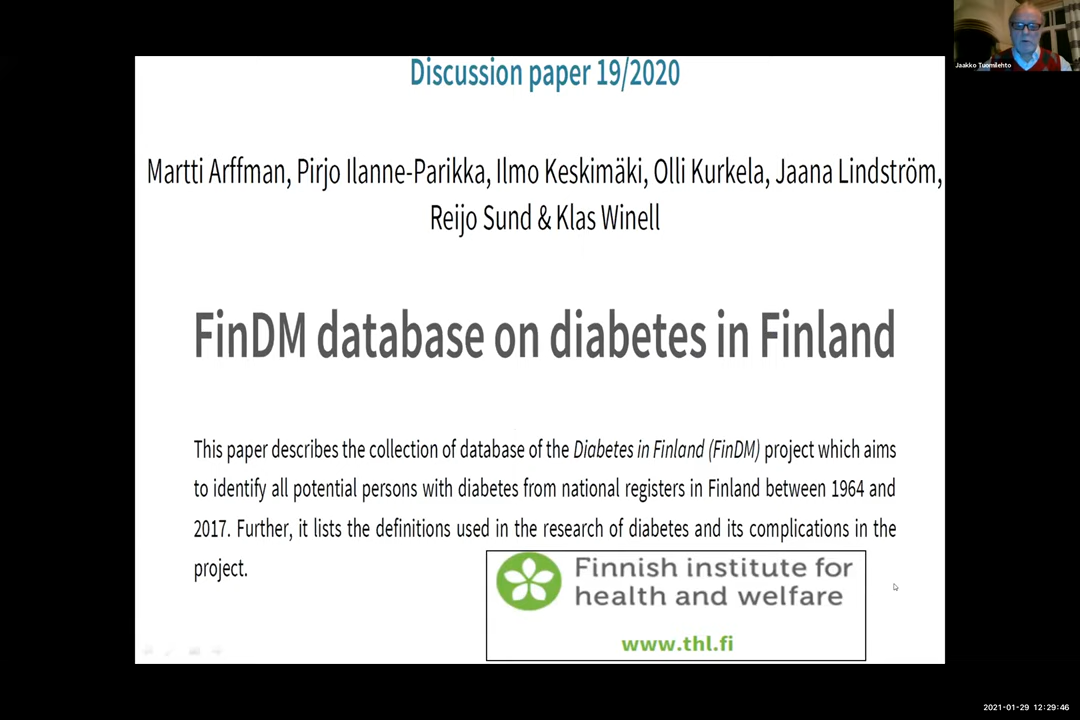 Discussion paper 19/2020
Jaakko Tuomilehto
Martti Arffman, Pirjo Ilanne-Parikka, Ilmo Keskimäki, Olli Kurkela, Jaana Lindström,
Reijo Sund & Klas Winell
FinDM database on diabetes in Finland
This paper describes the collection of database of the Diabetes in Finland (FinDM) project which aims
to identify all potential persons with diabetes from national registers in Finland between 1964 and
2017. Further, it lists the definitions used in the research of diabetes and its complications in the
project.
Finnish institute for
health and welfare
www.thl.fi
2021-01-29 12:29:46